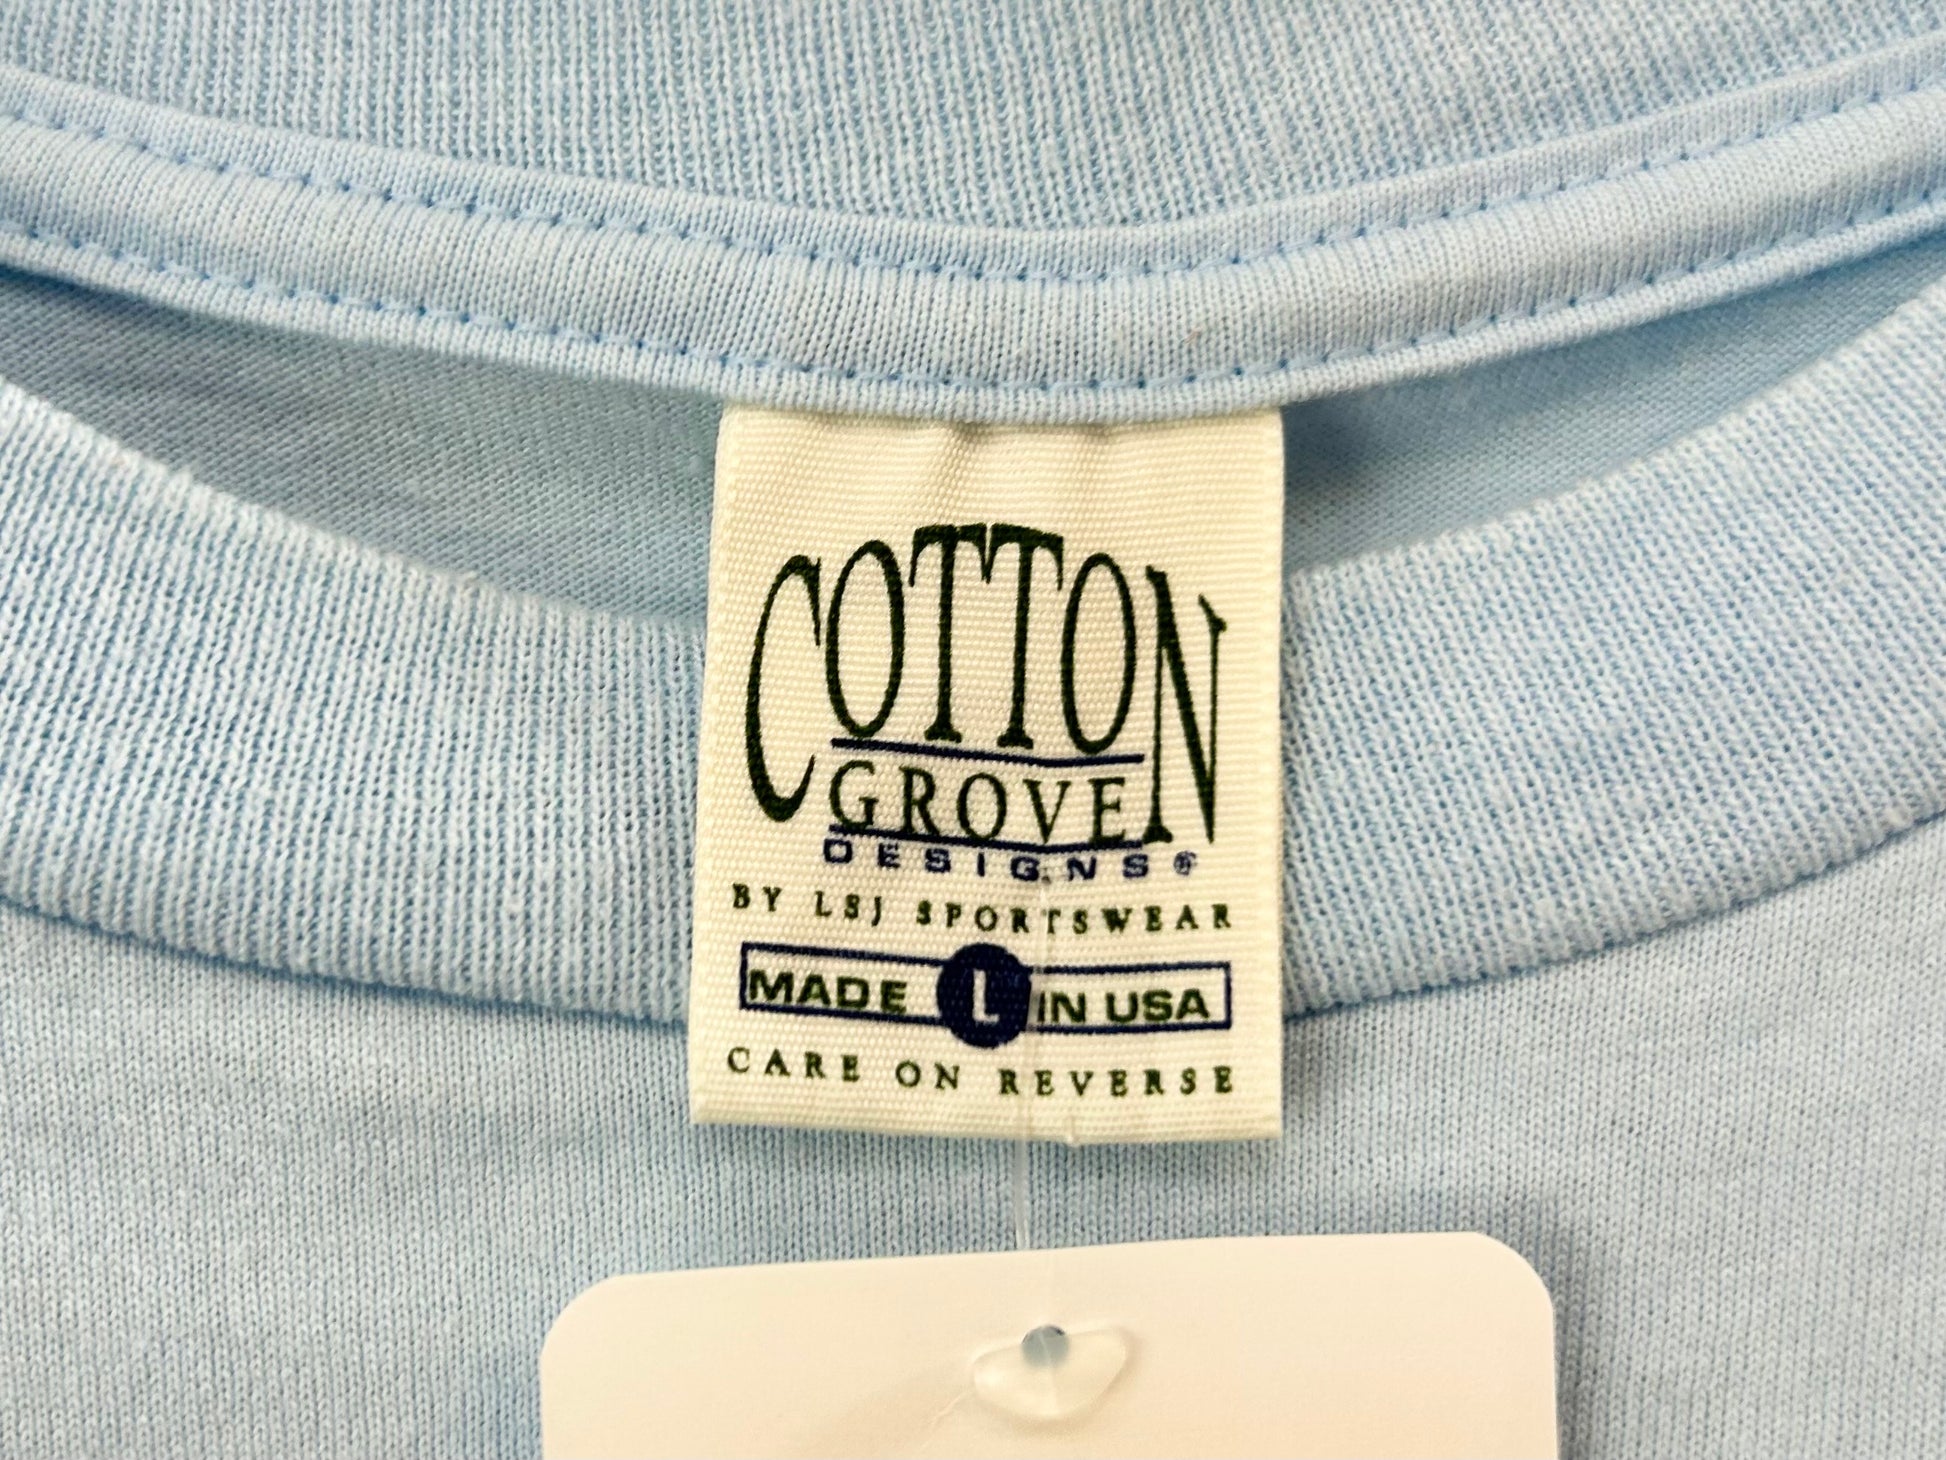 COTTON
GROVE
DESIGNS®
BY LSJ SPORTSWEAR
MADE L IN USA
CARE ON REVERSE